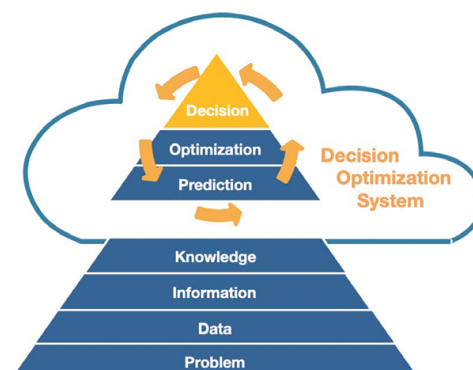 Decision
Optimization
Prediction
Decision
Optimization
System
Knowledge
Information
Data
Problem